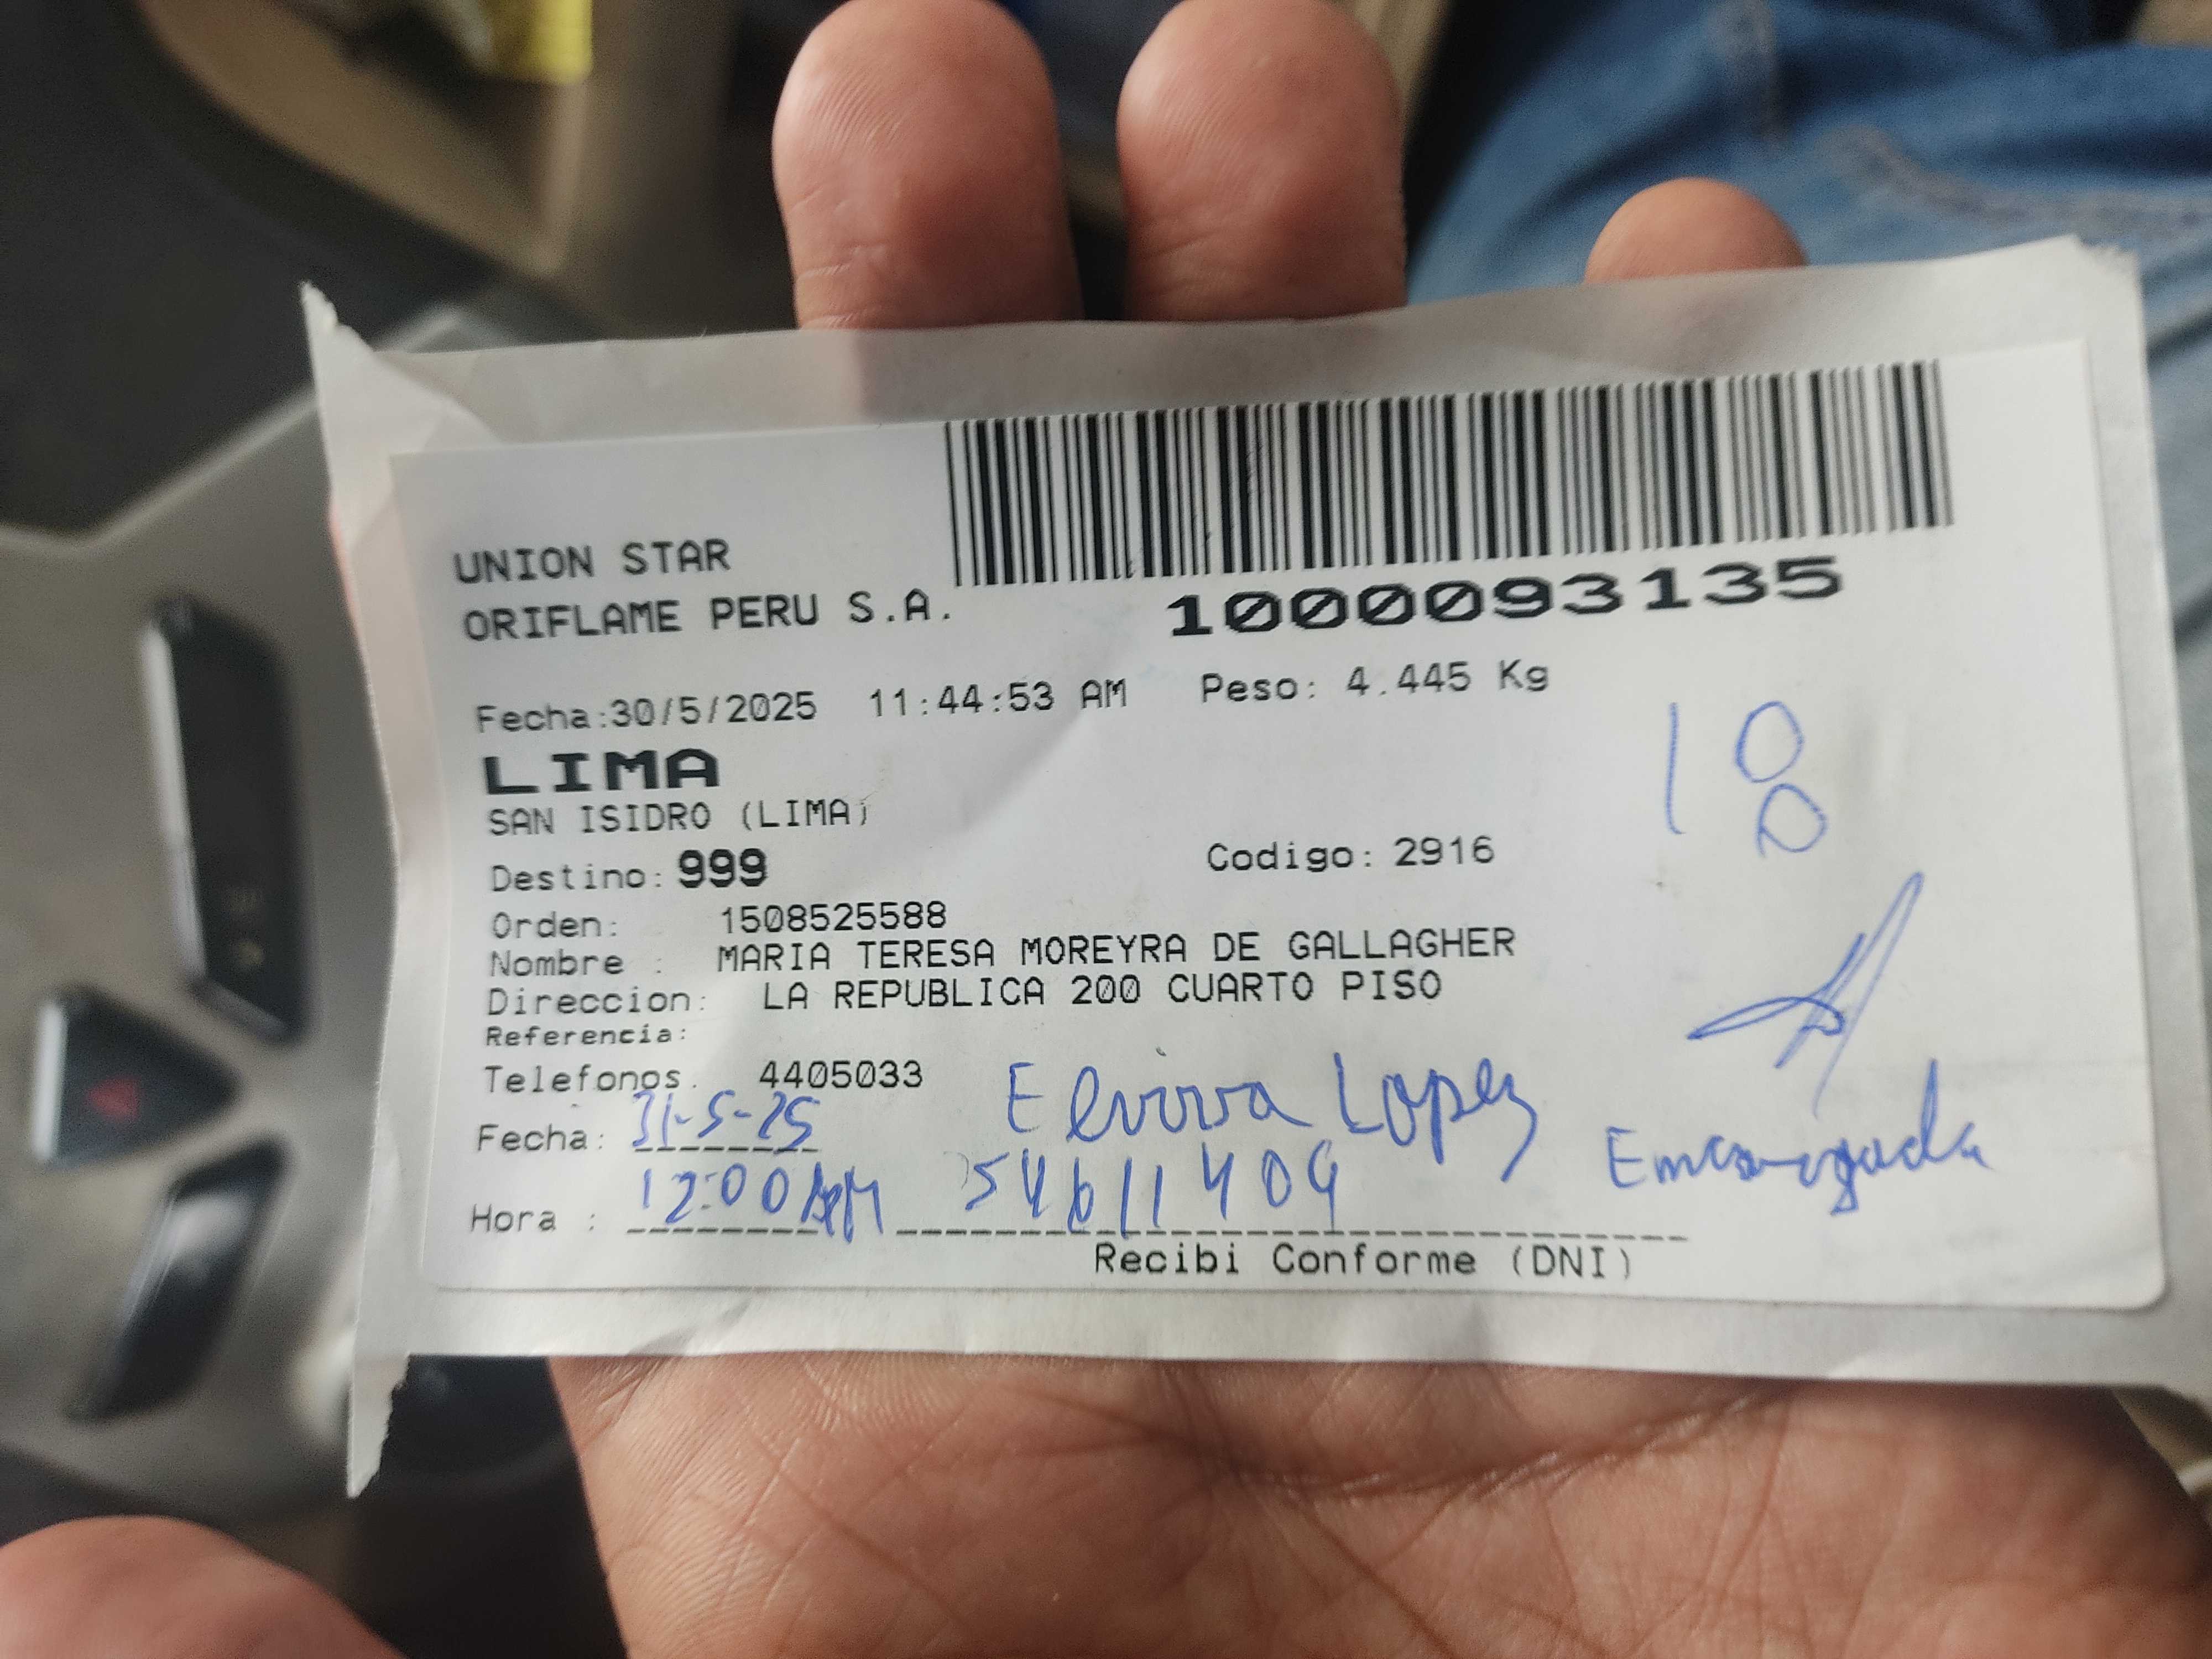 UNION STAR
ORIFLAME PERU S.A.
1000093135
Fecha:30/5/2025 11:44:53 AM Peso: 4.445 Kg
LIMA
SAN ISIDRO (LIMA)
18
Destino: 999 Codigo: 2916
Orden: 1508525588
Nombre : MARIA TERESA MOREYRA DE GALLAGHER
Direccion: LA REPUBLICA 200 CUARTO PISO
Referencia:
Telefonos. 4405033
Fecha: 31-5-25 Elvira Lopez Encargada
Hora : 12:00
Recibi Conforme (DNI)